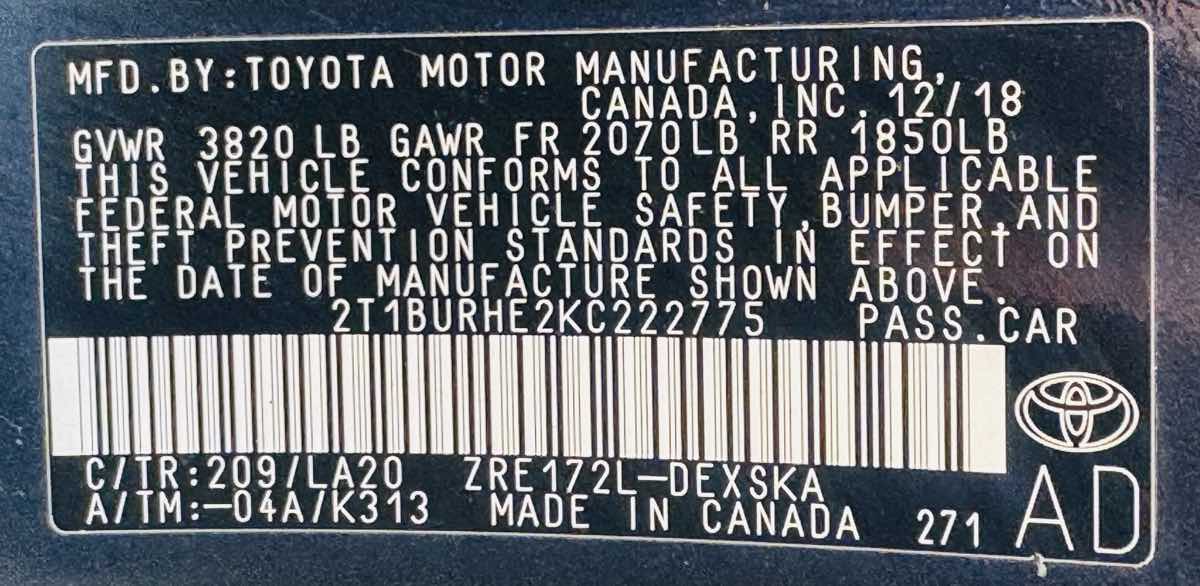 MFD.BY:TOYOTA MOTOR MANUFACTURING,
CANADA,INC. 12/18
GVWR 3820 LB GAWR FR 2070LB RR 1850LB
THIS VEHICLE CONFORMS TO ALL APPLICABLE
FEDERAL MOTOR VEHICLE SAFETY,BUMPER,AND
THEFT PREVENTION STANDARDS IN EFFECT ON
THE DATE OF MANUFACTURE SHOWN ABOVE.
2T1BURHE2KC222775 PASS.CAR
C/TR:209/LA20 ZRE172L-DEXSKA
A/TM:-04A/K313 MADE IN CANADA 271 AD